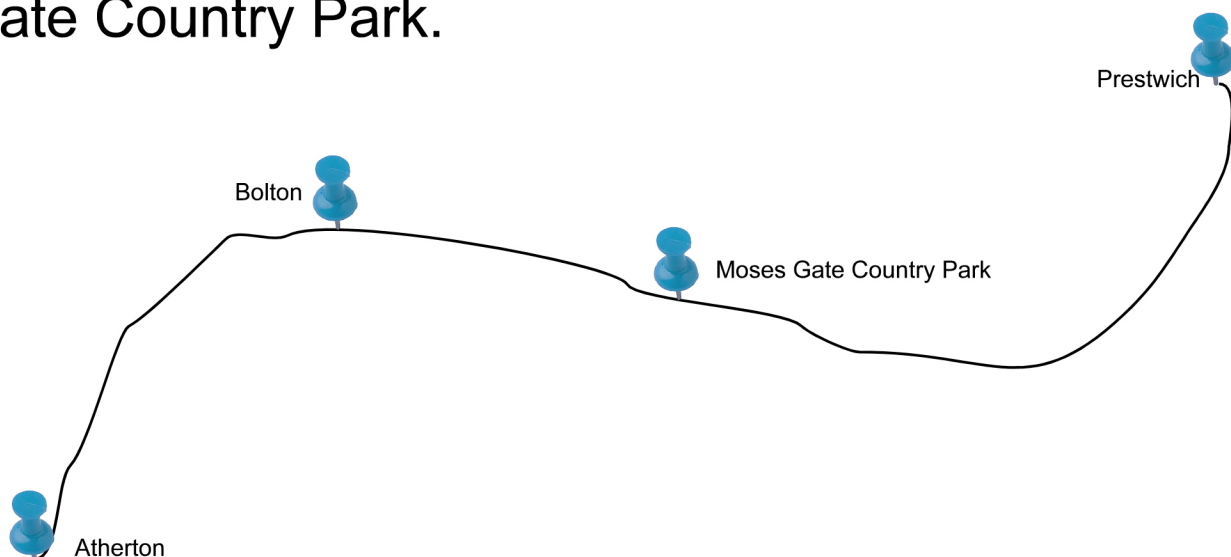 ate Country Park.
Prestwich
Bolton
Moses Gate Country Park
Atherton